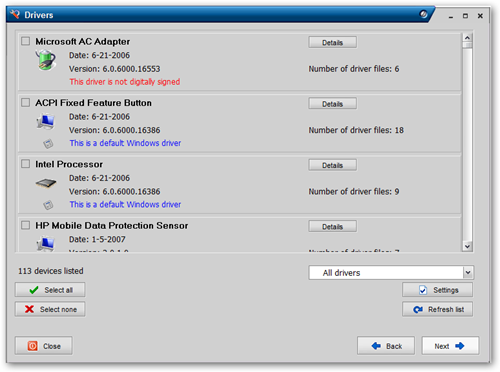 Drivers
Microsoft AC Adapter
Details
Date: 6-21-2006
Version: 6.0.6000.16553
Number of driver files: 6
This driver is not digitally signed
ACPI Fixed Feature Button
Details
Date: 6-21-2006
Version: 6.0.6000.16386
Number of driver files: 18
This is a default Windows driver
Intel Processor
Details
Date: 6-21-2006
Version: 6.0.6000.16386
Number of driver files: 9
This is a default Windows driver
HP Mobile Data Protection Sensor
Details
Date: 1-5-2007
Number of driver files:
113 devices listed
All drivers
Select all
Settings
Select none
Refresh list
Close
Back
Next